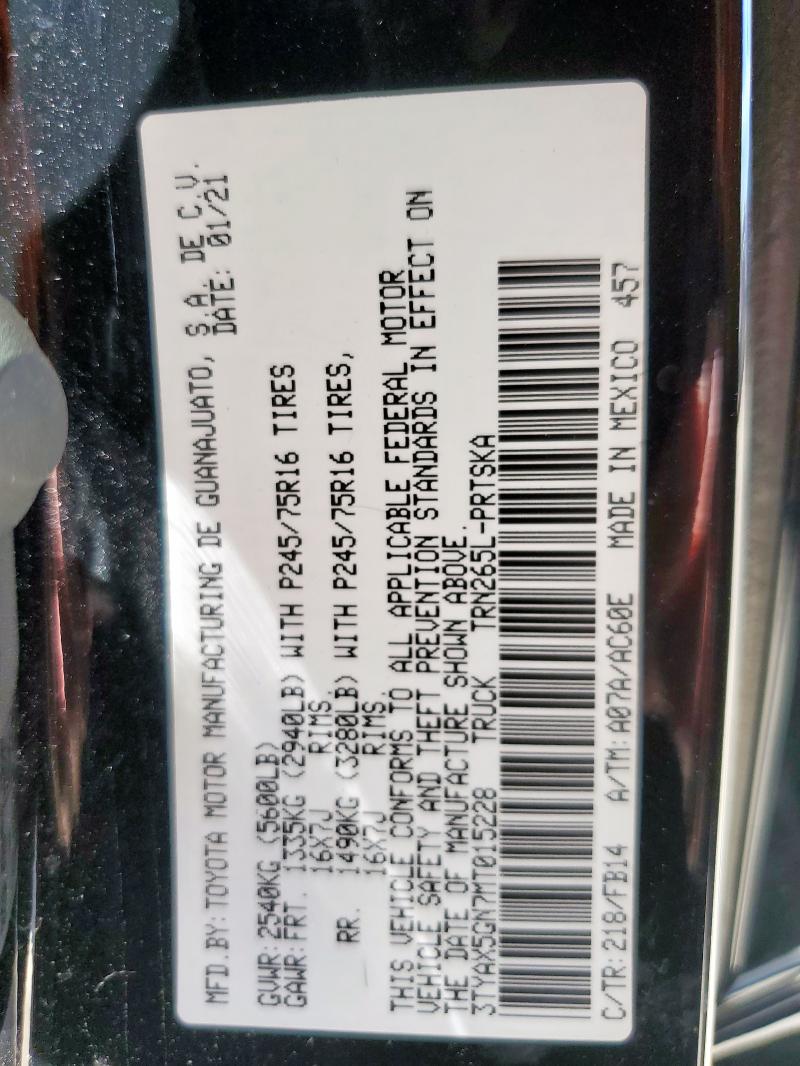 MFD.BY: TOYOTA MOTOR MANUFACTURING DE GUANAJUATO, S.A. DE C.V.
DATE: 01/21
GVWR: 2540KG (5600LB)
GAWR: FRT. 1335KG (2940LB) WITH P245/75R16 TIRES
16X7J RIMS.
RR. 1490KG (3280LB) WITH P245/75R16 TIRES,
16X7J RIMS.
THIS VEHICLE CONFORMS TO ALL APPLICABLE FEDERAL MOTOR
VEHICLE SAFETY AND THEFT PREVENTION STANDARDS IN EFFECT ON
THE DATE OF MANUFACTURE SHOWN ABOVE.
3TYAX5GN7MT015228 TRUCK TRN265L-PRTSKA
C/TR: 218/FB14 A/TM: A07A/AC60E MADE IN MEXICO 457